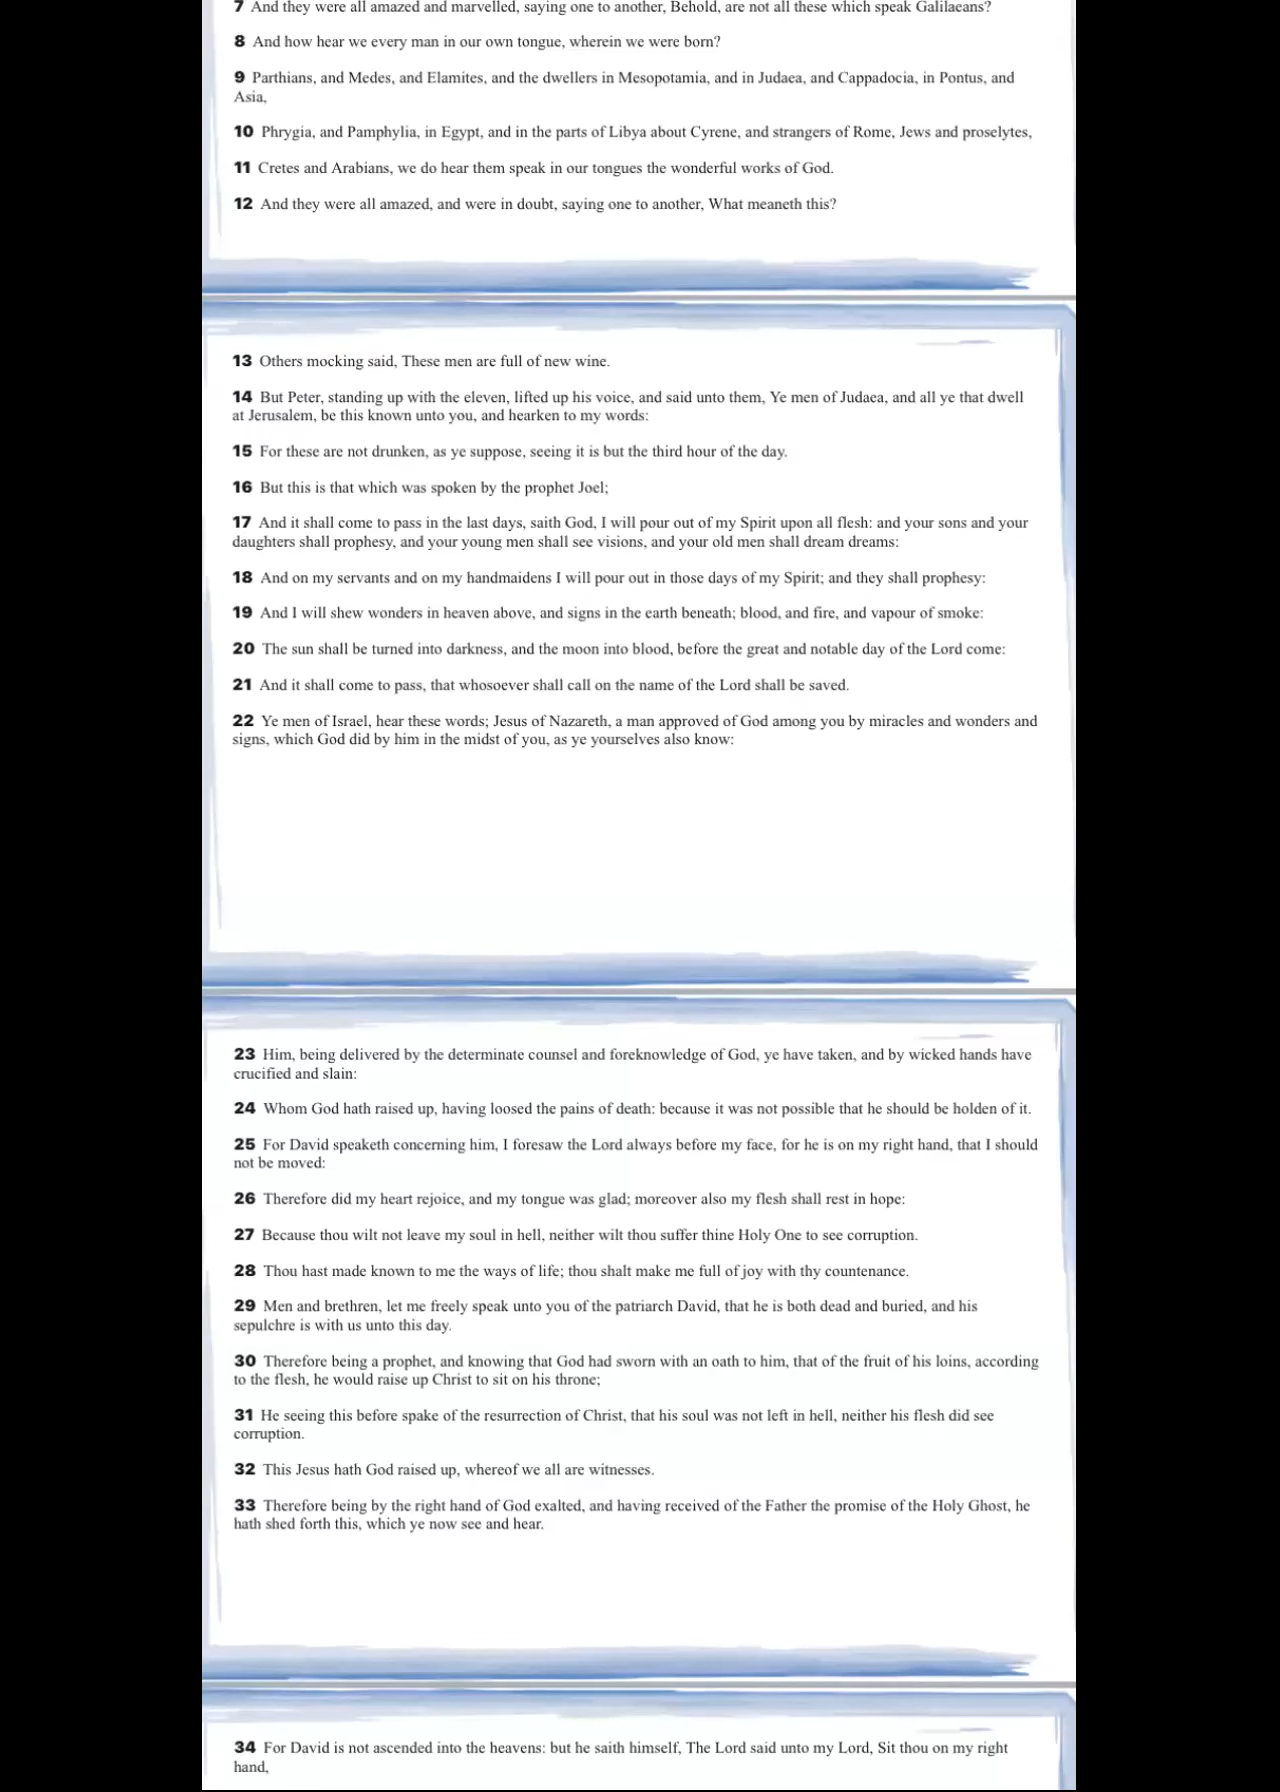 7 And they were all amazed and marvelled, saying one to another, Behold, are not all these which speak Galilaeans?
8 And how hear we every man in our own tongue, wherein we were born?
9 Parthians, and Medes, and Elamites, and the dwellers in Mesopotamia, and in Judaea, and Cappadocia, in Pontus, and
Asia,
10 Phrygia, and Pamphylia, in Egypt, and in the parts of Libya about Cyrene, and strangers of Rome, Jews and proselytes,
11 Cretes and Arabians, we do hear them speak in our tongues the wonderful works of God.
12 And they were all amazed, and were in doubt, saying one to another, What meaneth this?
13 Others mocking said, These men are full of new wine.
14 But Peter, standing up with the eleven, lifted up his voice, and said unto them, Ye men of Judaea, and all ye that dwell
at Jerusalem, be this known unto you, and hearken to my words:
15 For these are not drunken, as ye suppose, seeing it is but the third hour of the day.
16 But this is that which was spoken by the prophet Joel;
17 And it shall come to pass in the last days, saith God, I will pour out of my Spirit upon all flesh: and your sons and your
daughters shall prophesy, and your young men shall see visions, and your old men shall dream dreams:
18 And on my servants and on my handmaidens I will pour out in those days of my Spirit; and they shall prophesy:
19 And I will shew wonders in heaven above, and signs in the earth beneath; blood, and fire, and vapour of smoke:
20 The sun shall be turned into darkness, and the moon into blood, before the great and notable day of the Lord come:
21 And it shall come to pass, that whosoever shall call on the name of the Lord shall be saved.
22 Ye men of Israel, hear these words; Jesus of Nazareth, a man approved of God among you by miracles and wonders and
signs, which God did by him in the midst of you, as ye yourselves also know:
23 Him, being delivered by the determinate counsel and foreknowledge of God, ye have taken, and by wicked hands have
crucified and slain:
24 Whom God hath raised up, having loosed the pains of death: because it was not possible that he should be holden of it.
25 For David speaketh concerning him, I foresaw the Lord always before my face, for he is on my right hand, that I should
not be moved:
26 Therefore did my heart rejoice, and my tongue was glad; moreover also my flesh shall rest in hope:
27 Because thou wilt not leave my soul in hell, neither wilt thou suffer thine Holy One to see corruption.
28 Thou hast made known to me the ways of life; thou shalt make me full of joy with thy countenance.
29 Men and brethren, let me freely speak unto you of the patriarch David, that he is both dead and buried, and his
sepulchre is with us unto this day.
30 Therefore being a prophet, and knowing that God had sworn with an oath to him, that of the fruit of his loins, according
to the flesh, he would raise up Christ to sit on his throne;
31 He seeing this before spake of the resurrection of Christ, that his soul was not left in hell, neither his flesh did see
corruption.
32 This Jesus hath God raised up, whereof we all are witnesses.
33 Therefore being by the right hand of God exalted, and having received of the Father the promise of the Holy Ghost, he
hath shed forth this, which ye now see and hear.
34 For David is not ascended into the heavens: but he saith himself, The Lord said unto my Lord, Sit thou on my right
hand,